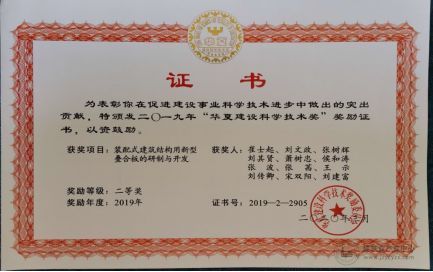 证 书
为表彰你在促进建设事业科学技术进步中做出的突出
贡献，特颁发二〇一九年“华夏建设科学技术奖”奖励证
书，以资鼓励。
获奖项目：装配式建筑结构用新型
叠合板的研制与开发
获奖人：崔士起、刘文政、张树辉
刘其贤、萧树忠、侯和涛
张 波、张 菡、王 示
刘传卿、宋双阳、刘建富
奖励等级：二等奖
奖励年度：2019年
证书号：2019-2-2905